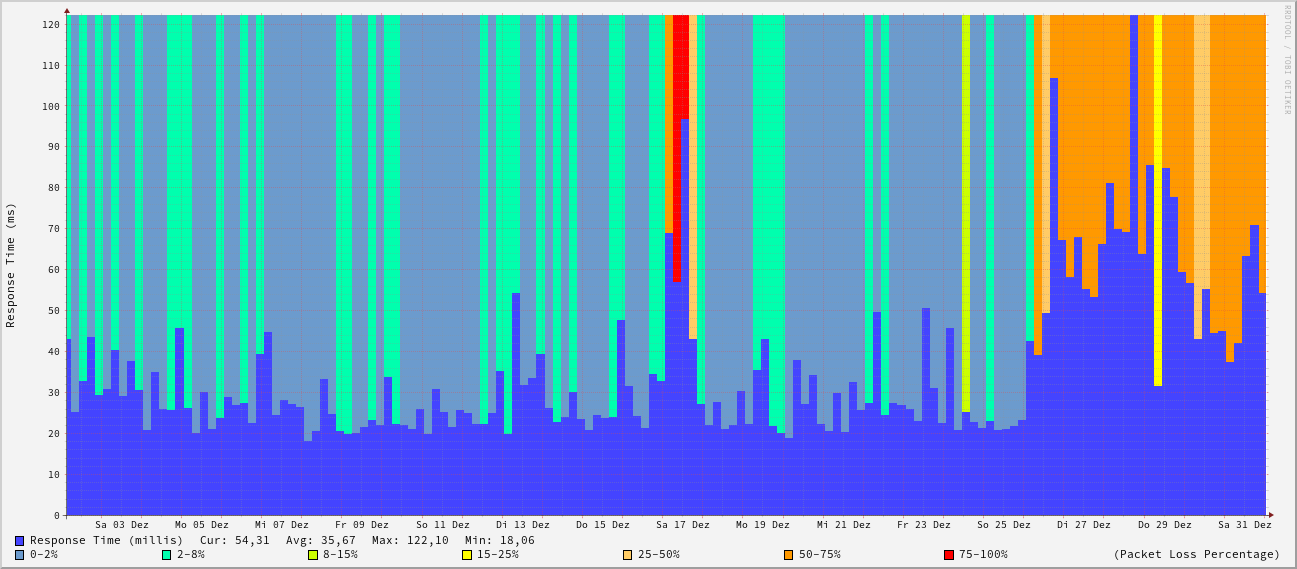 RRDTOOL / TOBI OETIKER
Response Time (ms)
120
110
100
90
80
70
60
50
40
30
20
10
0
Sa 03 Dez Mo 05 Dez Mi 07 Dez Fr 09 Dez So 11 Dez Di 13 Dez Do 15 Dez Sa 17 Dez Mo 19 Dez Mi 21 Dez Fr 23 Dez So 25 Dez Di 27 Dez Do 29 Dez Sa 31 Dez
Response Time (millis) Cur: 54,31 Avg: 35,67 Max: 122,10 Min: 18,06
0-2% 2-8% 8-15% 15-25% 25-50% 50-75% 75-100% (Packet Loss Percentage)